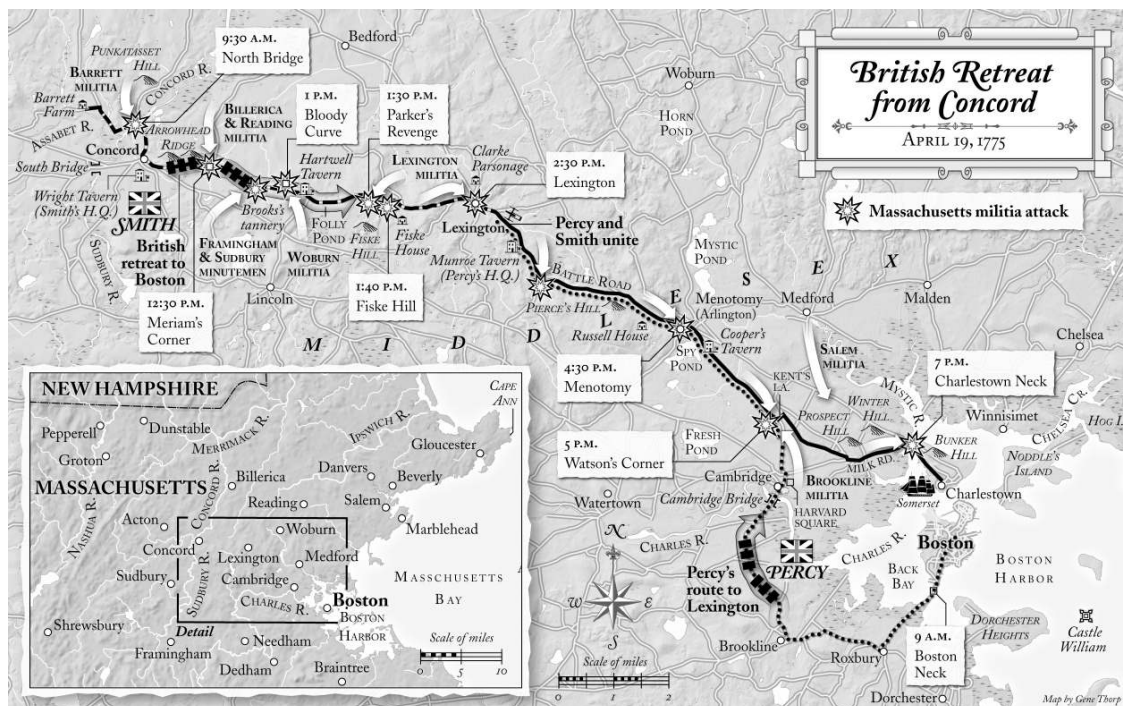 British Retreat
from Concord
APRIL 19, 1775
Massachusetts militia attack
9:30 A.M.
North Bridge
PUNKATASSET
HILL
CONCORD R.
BARRETT
MILITIA
Barrett
Farm
ASSABET R.
Concord
ARROWHEAD
RIDGE
South Bridge
Wright Tavern
(Smith's H.Q.)
SMITH
British
retreat to
Boston
SUDBURY R.
12:30 P.M.
Meriam's
Corner
BILLERICA
& READING
MILITIA
Bedford
1 P.M.
Bloody
Curve
Hartwell
Tavern
Brooks's
tannery
FRAMINGHAM
& SUDBURY
MINUTEMEN
Lincoln
WOBURN
MILITIA
FOLLY
POND
1:30 P.M.
Parker's
Revenge
FISKE
HILL
Fiske
House
1:40 P.M.
Fiske Hill
LEXINGTON
MILITIA
Clarke
Parsonage
2:30 P.M.
Lexington
Lexington
Munroe Tavern
(Percy's H.Q.)
Percy and
Smith unite
Woburn
HORN
POND
PIERCE'S HILL
BATTLE ROAD
Russell House
MYSTIC
POND
Menotomy
(Arlington)
Cooper's
Tavern
SPY
POND
4:30 P.M.
Menotomy
M I D D L E S E X
Medford
Malden
Chelsea
SALEM
MILITIA
KENT'S
LA.
PROSPECT
HILL
WINTER
HILL
MYSTIC R.
7 P.M.
Charlestown Neck
Winnisimet
CHELSEA CR.
HOG I.
NODDLE'S
ISLAND
BUNKER
HILL
MILK RD.
Charlestown
Somerset
5 P.M.
Watson's Corner
FRESH
POND
Cambridge
Cambridge Bridge
BROOKLINE
MILITIA
HARVARD
SQUARE
Watertown
CHARLES R.
PERCY
Percy's
route to
Lexington
CHARLES R.
BACK
BAY
Boston
BOSTON
HARBOR
Brookline
Roxbury
9 A.M.
Boston
Neck
DORCHESTER
HEIGHTS
Castle
William
Dorchester
Map by Gene Thorp
N
W
E
S
Scale of miles
0 1 2
NEW HAMPSHIRE
CAPE
ANN
Pepperell
Dunstable
MERRIMACK R.
IPSWICH R.
Gloucester
Groton
MASSACHUSETTS
Billerica
Danvers
Beverly
Reading
Salem
Marblehead
NASHUA R.
CONCORD R.
Acton
Woburn
Concord
Lexington
Medford
Sudbury
SUDBURY R.
Cambridge
CHARLES R.
Boston
BOSTON
HARBOR
MASSCHUSETTS
BAY
Shrewsbury
Detail
Framingham
Needham
Dedham
Braintree
Scale of miles
0 5 10